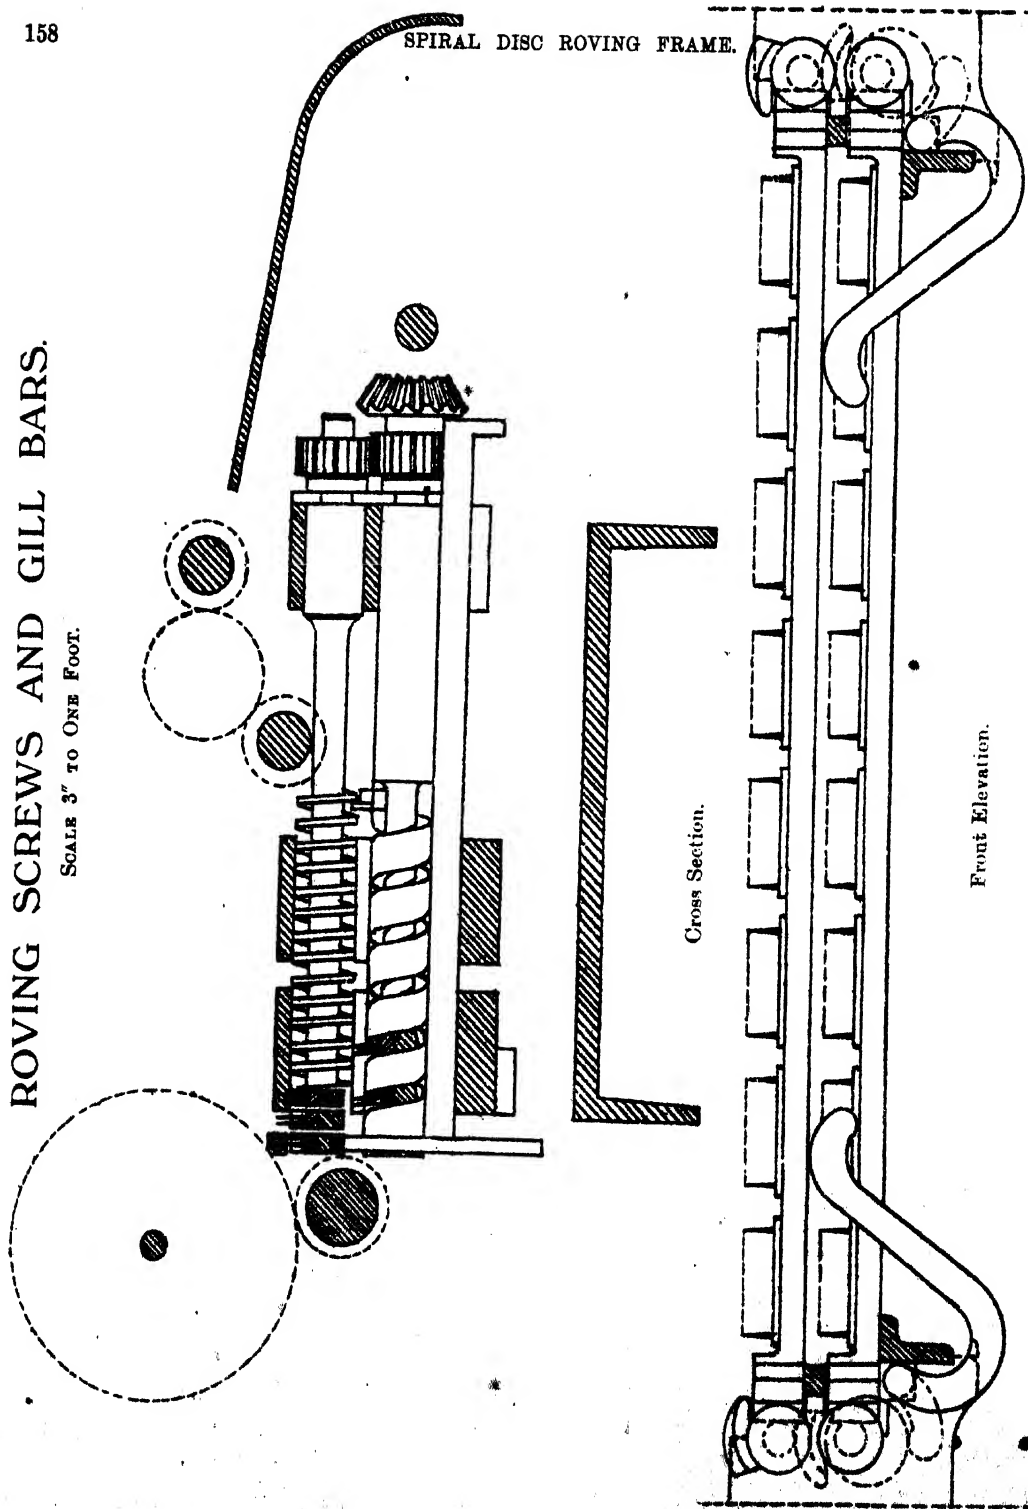 158
SPIRAL DISC ROVING FRAME.
ROVING SCREWS AND GILL BARS.
SCALE 3" TO ONE FOOT.
Cross Section.
Front Elevation.